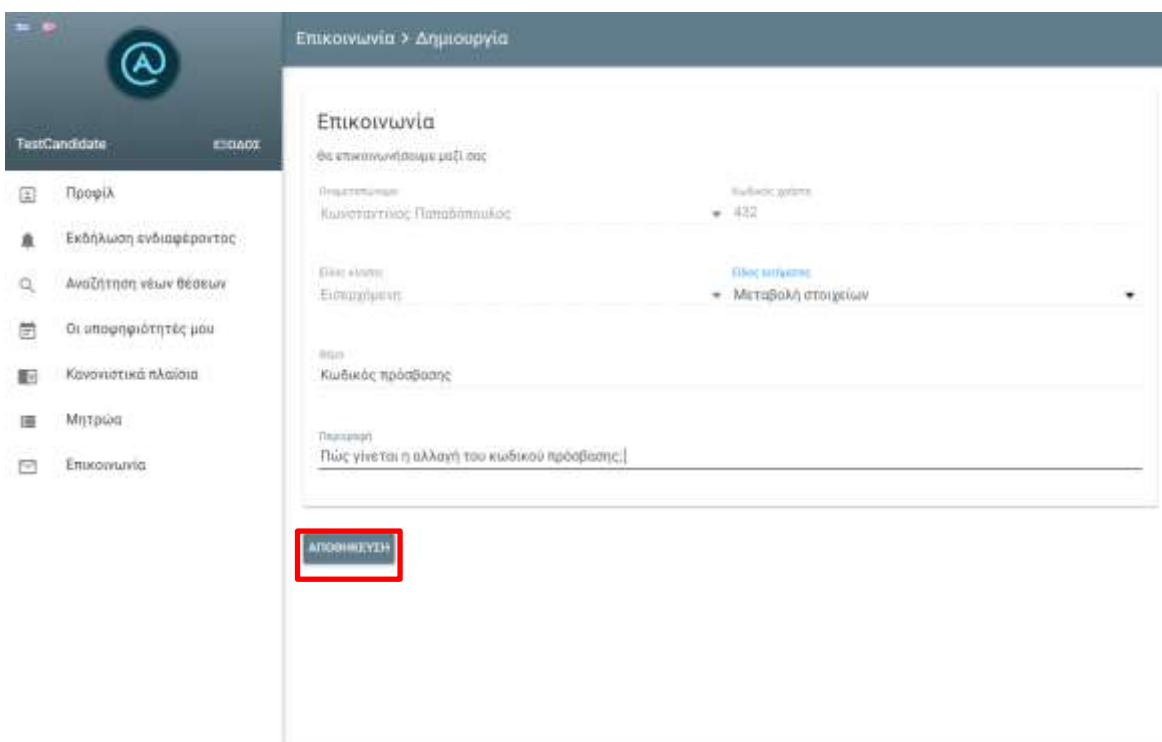 Επικοινωνία > Δημιουργία
TestCandidate ΕΞΟΔΟΣ
Προφίλ
Εκδήλωση ενδιαφέροντος
Αναζήτηση νέων θέσεων
Οι υποψηφιότητές μου
Κανονιστικά πλαίσια
Μητρώα
Επικοινωνία
Επικοινωνία
Θα επικοινωνήσουμε μαζί σας
Ονοματεπώνυμο Κωδικός χρήστη
Κωνσταντίνος Παπαδόπουλος 432
Είδος κλήσης Είδος αιτήματος
Εισερχόμενη Μεταβολή στοιχείων
Θέμα
Κωδικός πρόσβασης
Περιγραφή
Πώς γίνεται η αλλαγή του κωδικού πρόσβασης;
ΑΠΟΘΗΚΕΥΣΗ